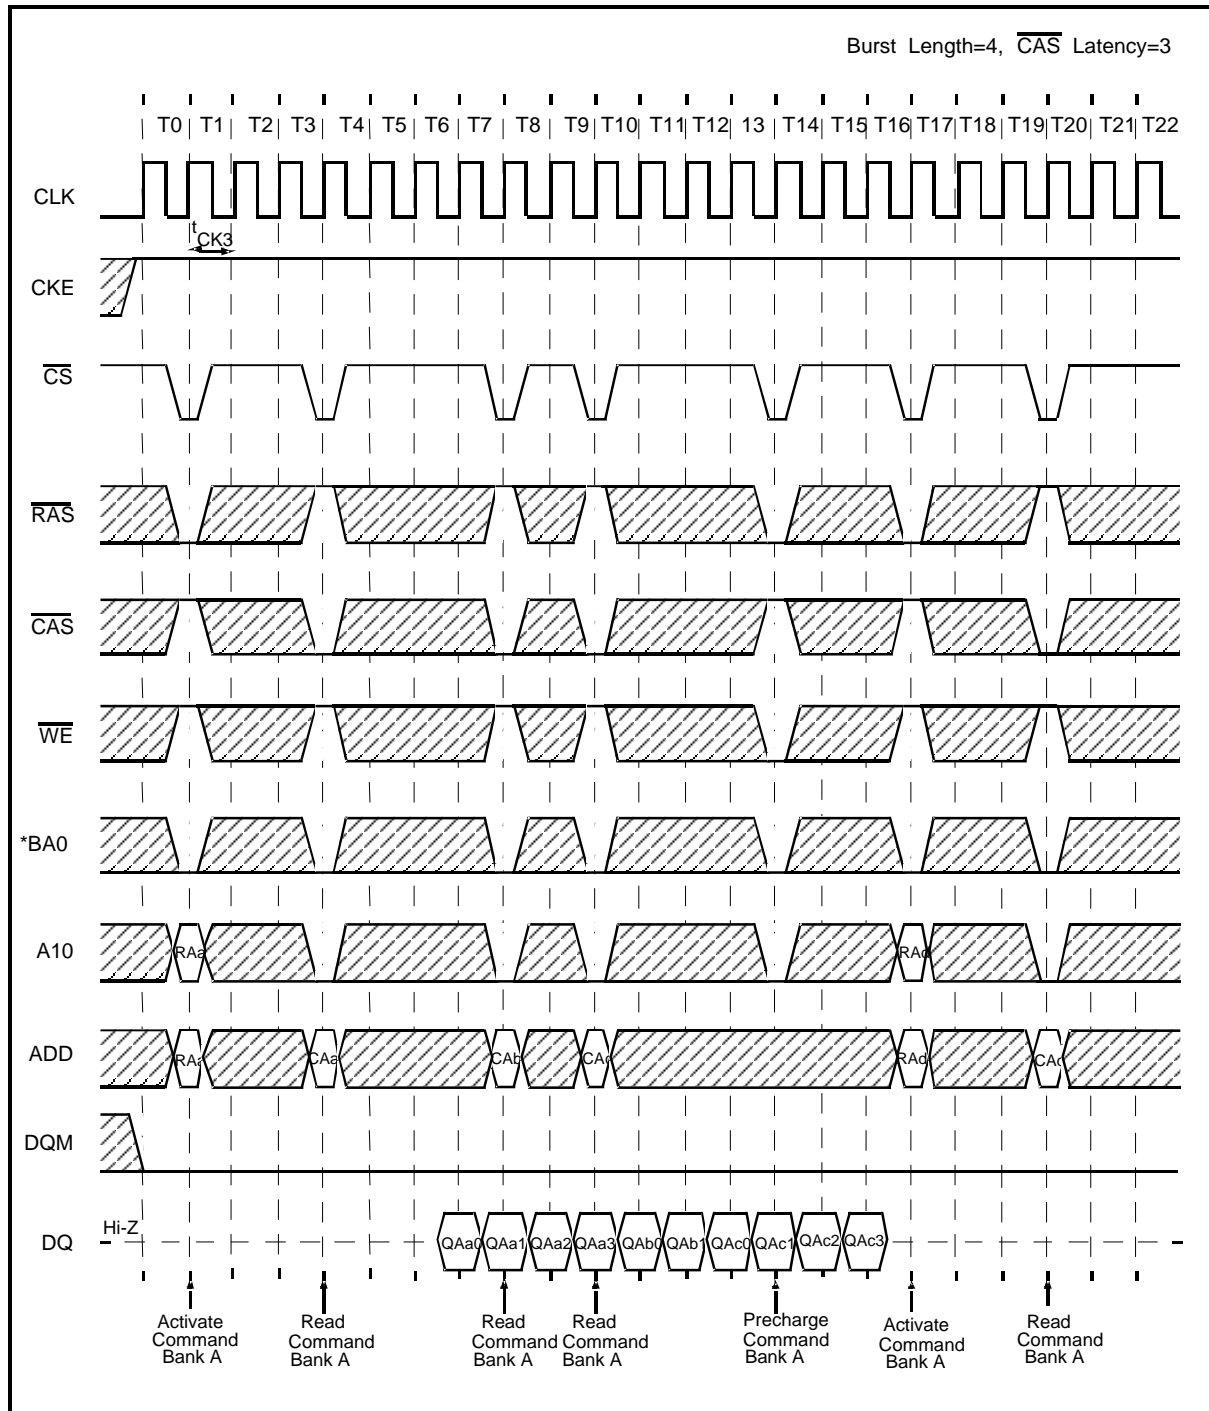 Burst Length=4, CAS Latency=3
T0 T1 T2 T3 T4 T5 T6 T7 T8 T9 T10 T11 T12 13 T14 T15 T16 T17 T18 T19 T20 T21 T22
CLK
tCK3
CKE
CS
RAS
CAS
WE
*BA0
A10 RAa RAd
ADD RAa CAa CAb CAc RAd
DQM
Hi-Z
DQ QAa0 QAa1 QAa2 QAa3 QAb0 QAb1 QAc0 QAc1 QAc2 QAc3
Activate Command Bank A
Read Command Bank A
Read Command Bank A
Read Command Bank A
Precharge Command Bank A
Activate Command Bank A
Read Command Bank A